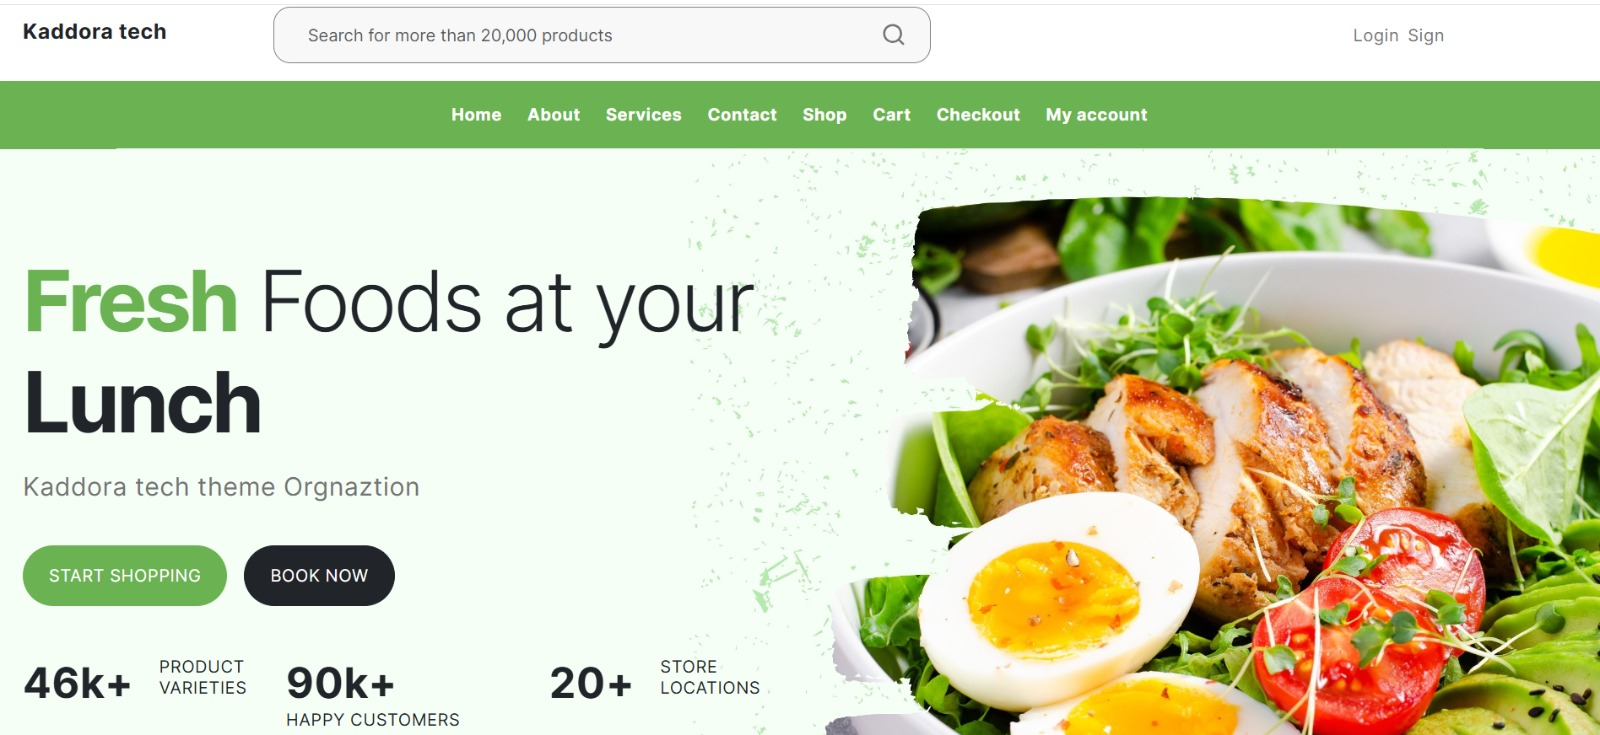 Kaddora tech
Search for more than 20,000 products
Login Sign
Home About Services Contact Shop Cart Checkout My account
Fresh Foods at your
Lunch
Kaddora tech theme Orgnaztion
START SHOPPING BOOK NOW
46k+ PRODUCT VARIETIES
90k+ HAPPY CUSTOMERS
20+ STORE LOCATIONS